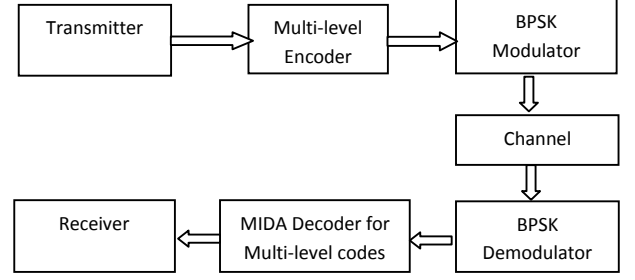 Transmitter
Multi-level
Encoder
BPSK
Modulator
Channel
Receiver
MIDA Decoder for
Multi-level codes
BPSK
Demodulator